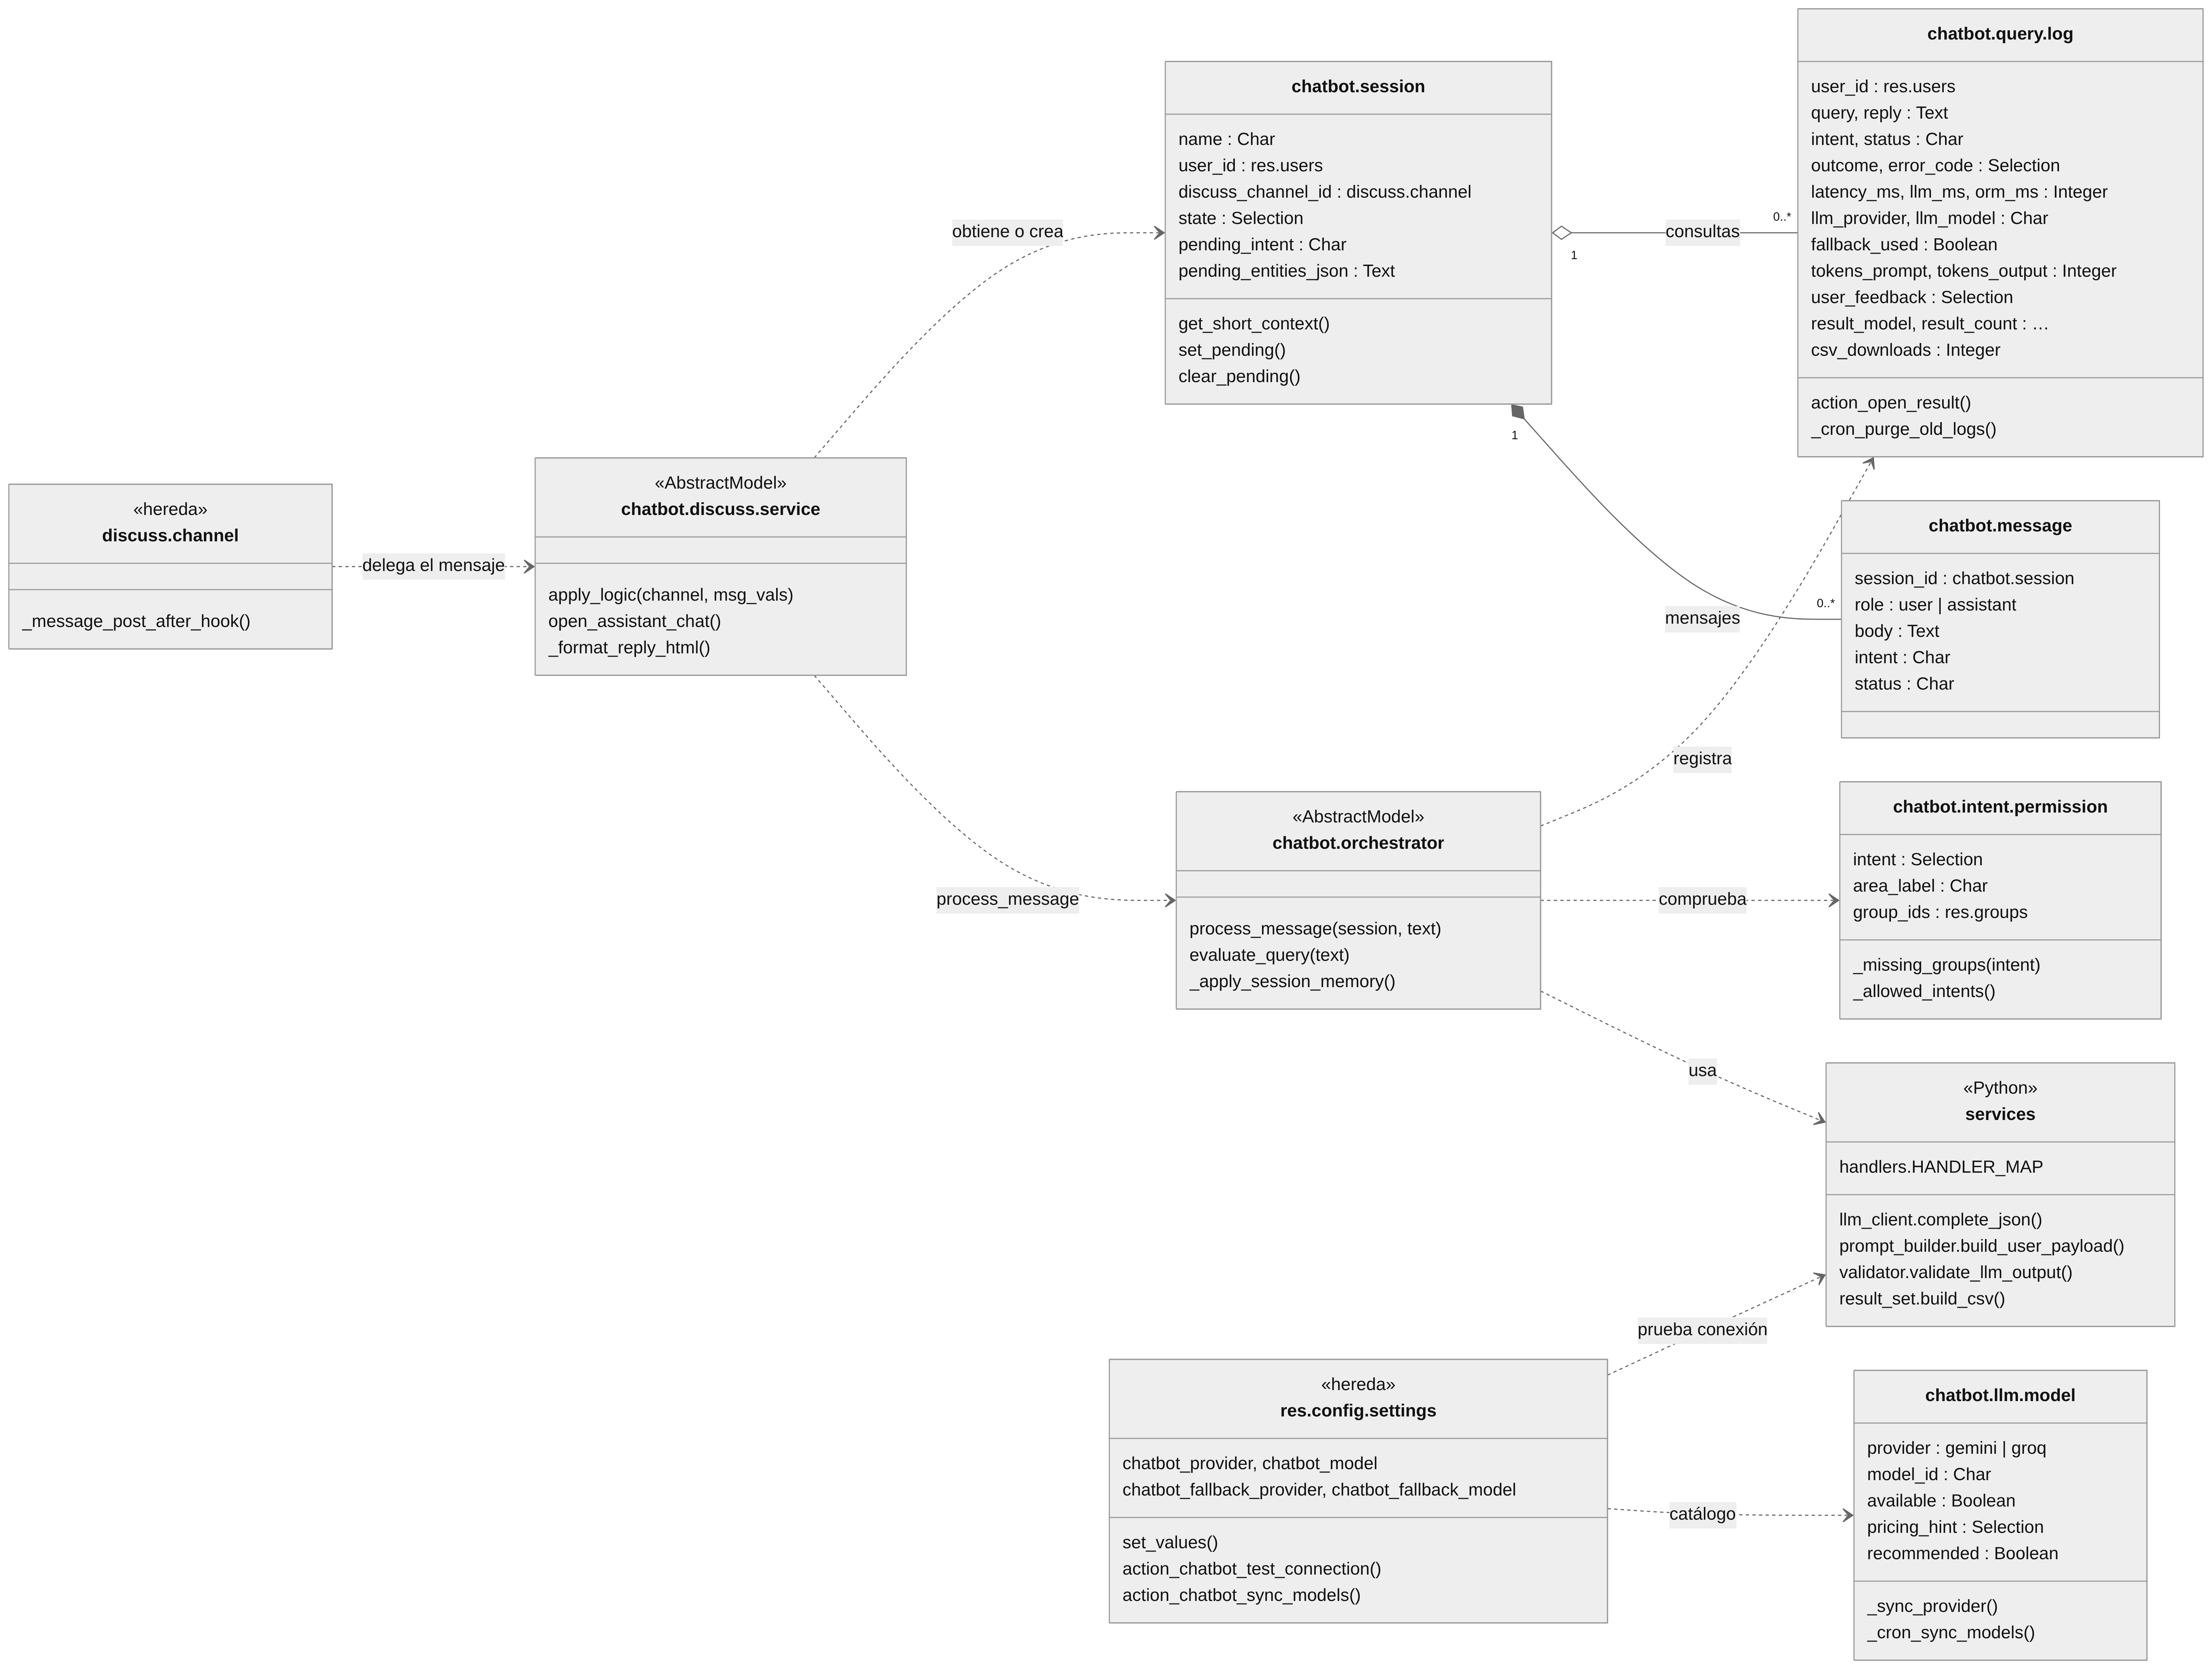 «hereda»
discuss.channel
_message_post_after_hook()
delega el mensaje
«AbstractModel»
chatbot.discuss.service
apply_logic(channel, msg_vals)
open_assistant_chat()
_format_reply_html()
obtiene o crea
process_message
chatbot.session
name : Char
user_id : res.users
discuss_channel_id : discuss.channel
state : Selection
pending_intent : Char
pending_entities_json : Text
get_short_context()
set_pending()
clear_pending()
1
consultas
0..*
1
mensajes
0..*
chatbot.query.log
user_id : res.users
query, reply : Text
intent, status : Char
outcome, error_code : Selection
latency_ms, llm_ms, orm_ms : Integer
llm_provider, llm_model : Char
fallback_used : Boolean
tokens_prompt, tokens_output : Integer
user_feedback : Selection
result_model, result_count : …
csv_downloads : Integer
action_open_result()
_cron_purge_old_logs()
chatbot.message
session_id : chatbot.session
role : user | assistant
body : Text
intent : Char
status : Char
«AbstractModel»
chatbot.orchestrator
process_message(session, text)
evaluate_query(text)
_apply_session_memory()
registra
comprueba
usa
chatbot.intent.permission
intent : Selection
area_label : Char
group_ids : res.groups
_missing_groups(intent)
_allowed_intents()
«Python»
services
handlers.HANDLER_MAP
llm_client.complete_json()
prompt_builder.build_user_payload()
validator.validate_llm_output()
result_set.build_csv()
«hereda»
res.config.settings
chatbot_provider, chatbot_model
chatbot_fallback_provider, chatbot_fallback_model
set_values()
action_chatbot_test_connection()
action_chatbot_sync_models()
prueba conexión
catálogo
chatbot.llm.model
provider : gemini | groq
model_id : Char
available : Boolean
pricing_hint : Selection
recommended : Boolean
_sync_provider()
_cron_sync_models()